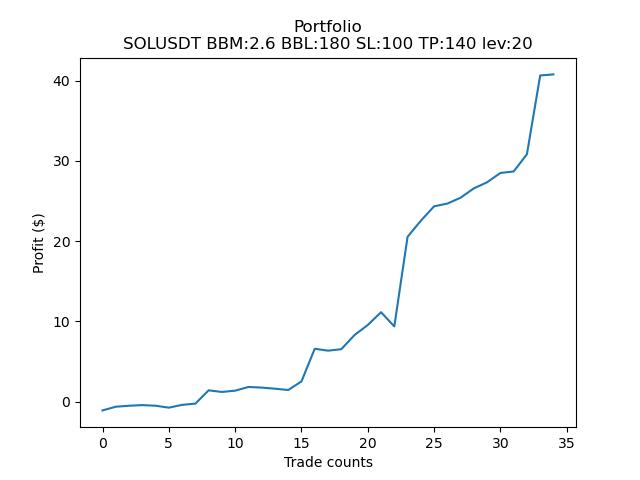 Portfolio
SOLUSDT BBM:2.6 BBL:180 SL:100 TP:140 lev:20
40
30
20
10
0
Profit ($)
0 5 10 15 20 25 30 35
Trade counts